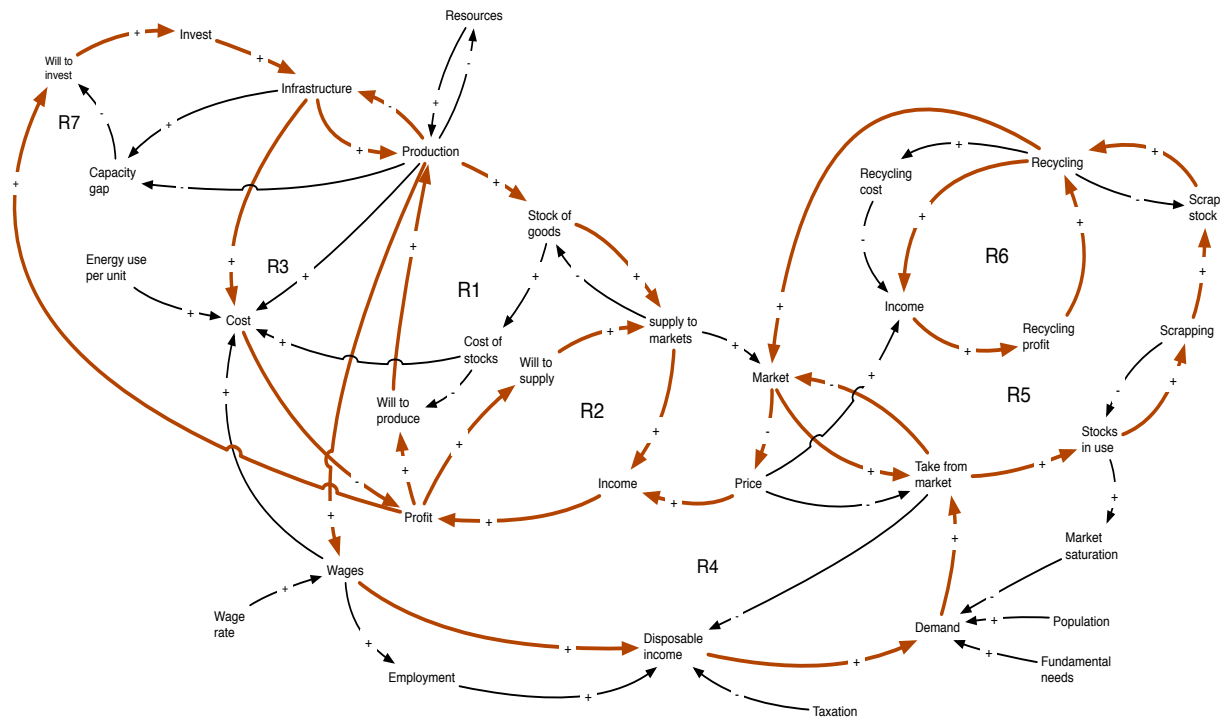 Resources
Invest
Will to
invest
R7
Infrastructure
Production
Capacity
gap
Recycling
Recycling
cost
Scrap
stock
Stock of
goods
Energy use
per unit
R3
R1
R6
Cost
supply to
markets
Income
Recycling
profit
Scrapping
Cost of
stocks
Will to
supply
Market
R5
Will to
produce
R2
Stocks
in use
Take from
market
Income
Price
Profit
Market
saturation
Wages
R4
Wage
rate
Demand
Population
Disposable
income
Fundamental
needs
Employment
Taxation
+
+
+
-
-
+
-
+
+
-
+
+
-
+
+
-
+
+
+
+
+
-
+
+
-
+
-
+
+
+
+
+
+
-
+
-
+
+
-
+
+
-
+
-
+
+
-
+
+
+
+
-
+
-
+
+
+
+
-
+
+
+
+
-